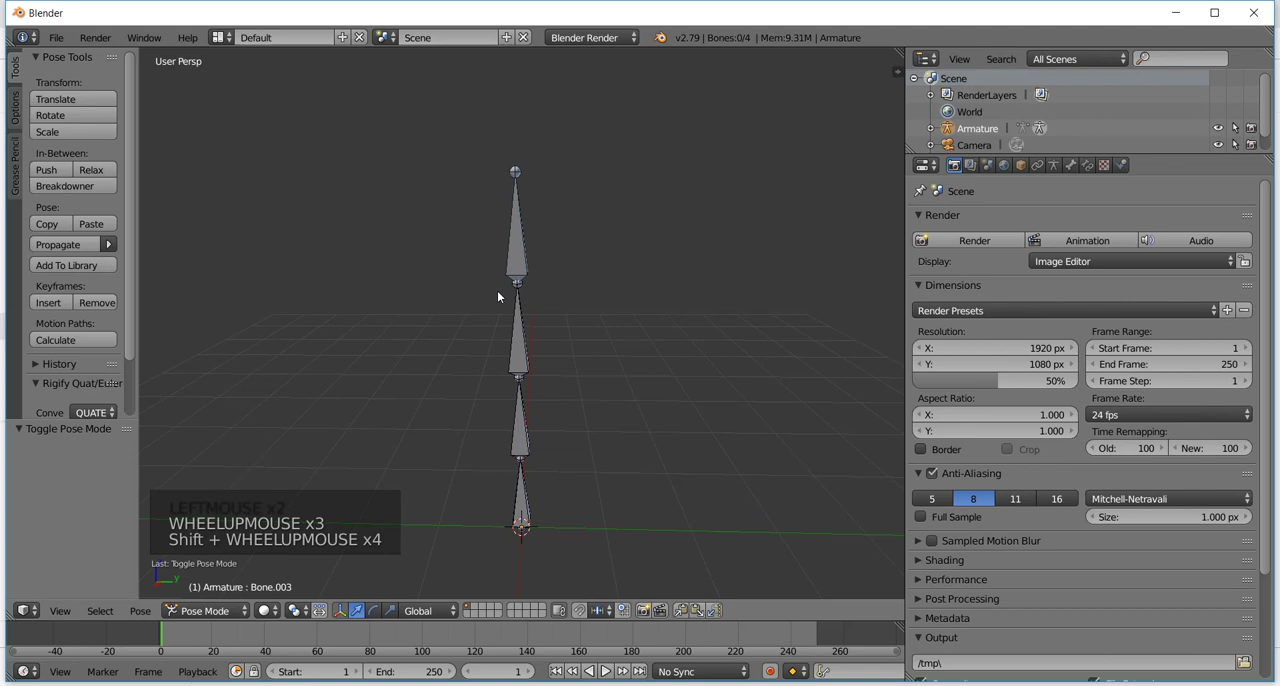 Blender
File Render Window Help Default Scene Blender Render v2.79 | Bones:0/4 | Mem:9.31M | Armature
Tools
Options
Grease Pencil
Pose Tools
Transform:
Translate
Rotate
Scale
In-Between:
Push Relax
Breakdowner
Pose:
Copy Paste
Propagate
Add To Library
Keyframes:
Insert Remove
Motion Paths:
Calculate
History
Rigify Quat/Euler
Conve QUATE
Toggle Pose Mode
User Persp
LEFTMOUSE x2
WHEELUPMOUSE x3
Shift + WHEELUPMOUSE x4
Last: Toggle Pose Mode
y
(1) Armature : Bone.003
View Select Pose Pose Mode Global
-40 -20 0 20 40 60 80 100 120 140 160 180 200 220 240 260
View Marker Frame Playback Start: 1 End: 250 1 No Sync
View Search All Scenes
Scene
RenderLayers
World
Armature
Camera
Scene
Render
Render Animation Audio
Display: Image Editor
Dimensions
Render Presets
Resolution: Frame Range:
X: 1920 px Start Frame: 1
Y: 1080 px End Frame: 250
50% Frame Step: 1
Aspect Ratio: Frame Rate:
X: 1.000 24 fps
Y: 1.000 Time Remapping:
Border Crop Old: 100 New: 100
Anti-Aliasing
5 8 11 16 Mitchell-Netravali
Full Sample Size: 1.000 px
Sampled Motion Blur
Shading
Performance
Post Processing
Metadata
Output
/tmp\